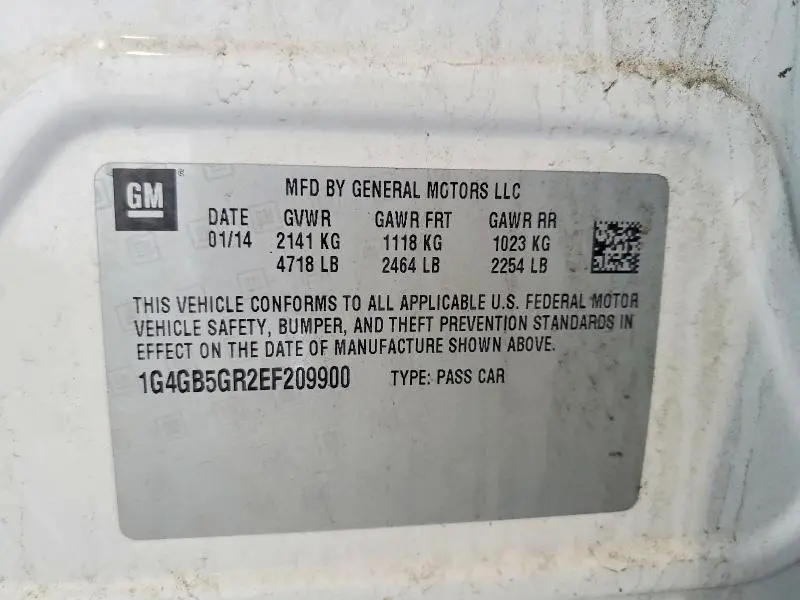 GM
MFD BY GENERAL MOTORS LLC
DATE GVWR GAWR FRT GAWR RR
01/14 2141 KG 1118 KG 1023 KG
4718 LB 2464 LB 2254 LB
THIS VEHICLE CONFORMS TO ALL APPLICABLE U.S. FEDERAL MOTOR
VEHICLE SAFETY, BUMPER, AND THEFT PREVENTION STANDARDS IN
EFFECT ON THE DATE OF MANUFACTURE SHOWN ABOVE.
1G4GB5GR2EF209900 TYPE: PASS CAR